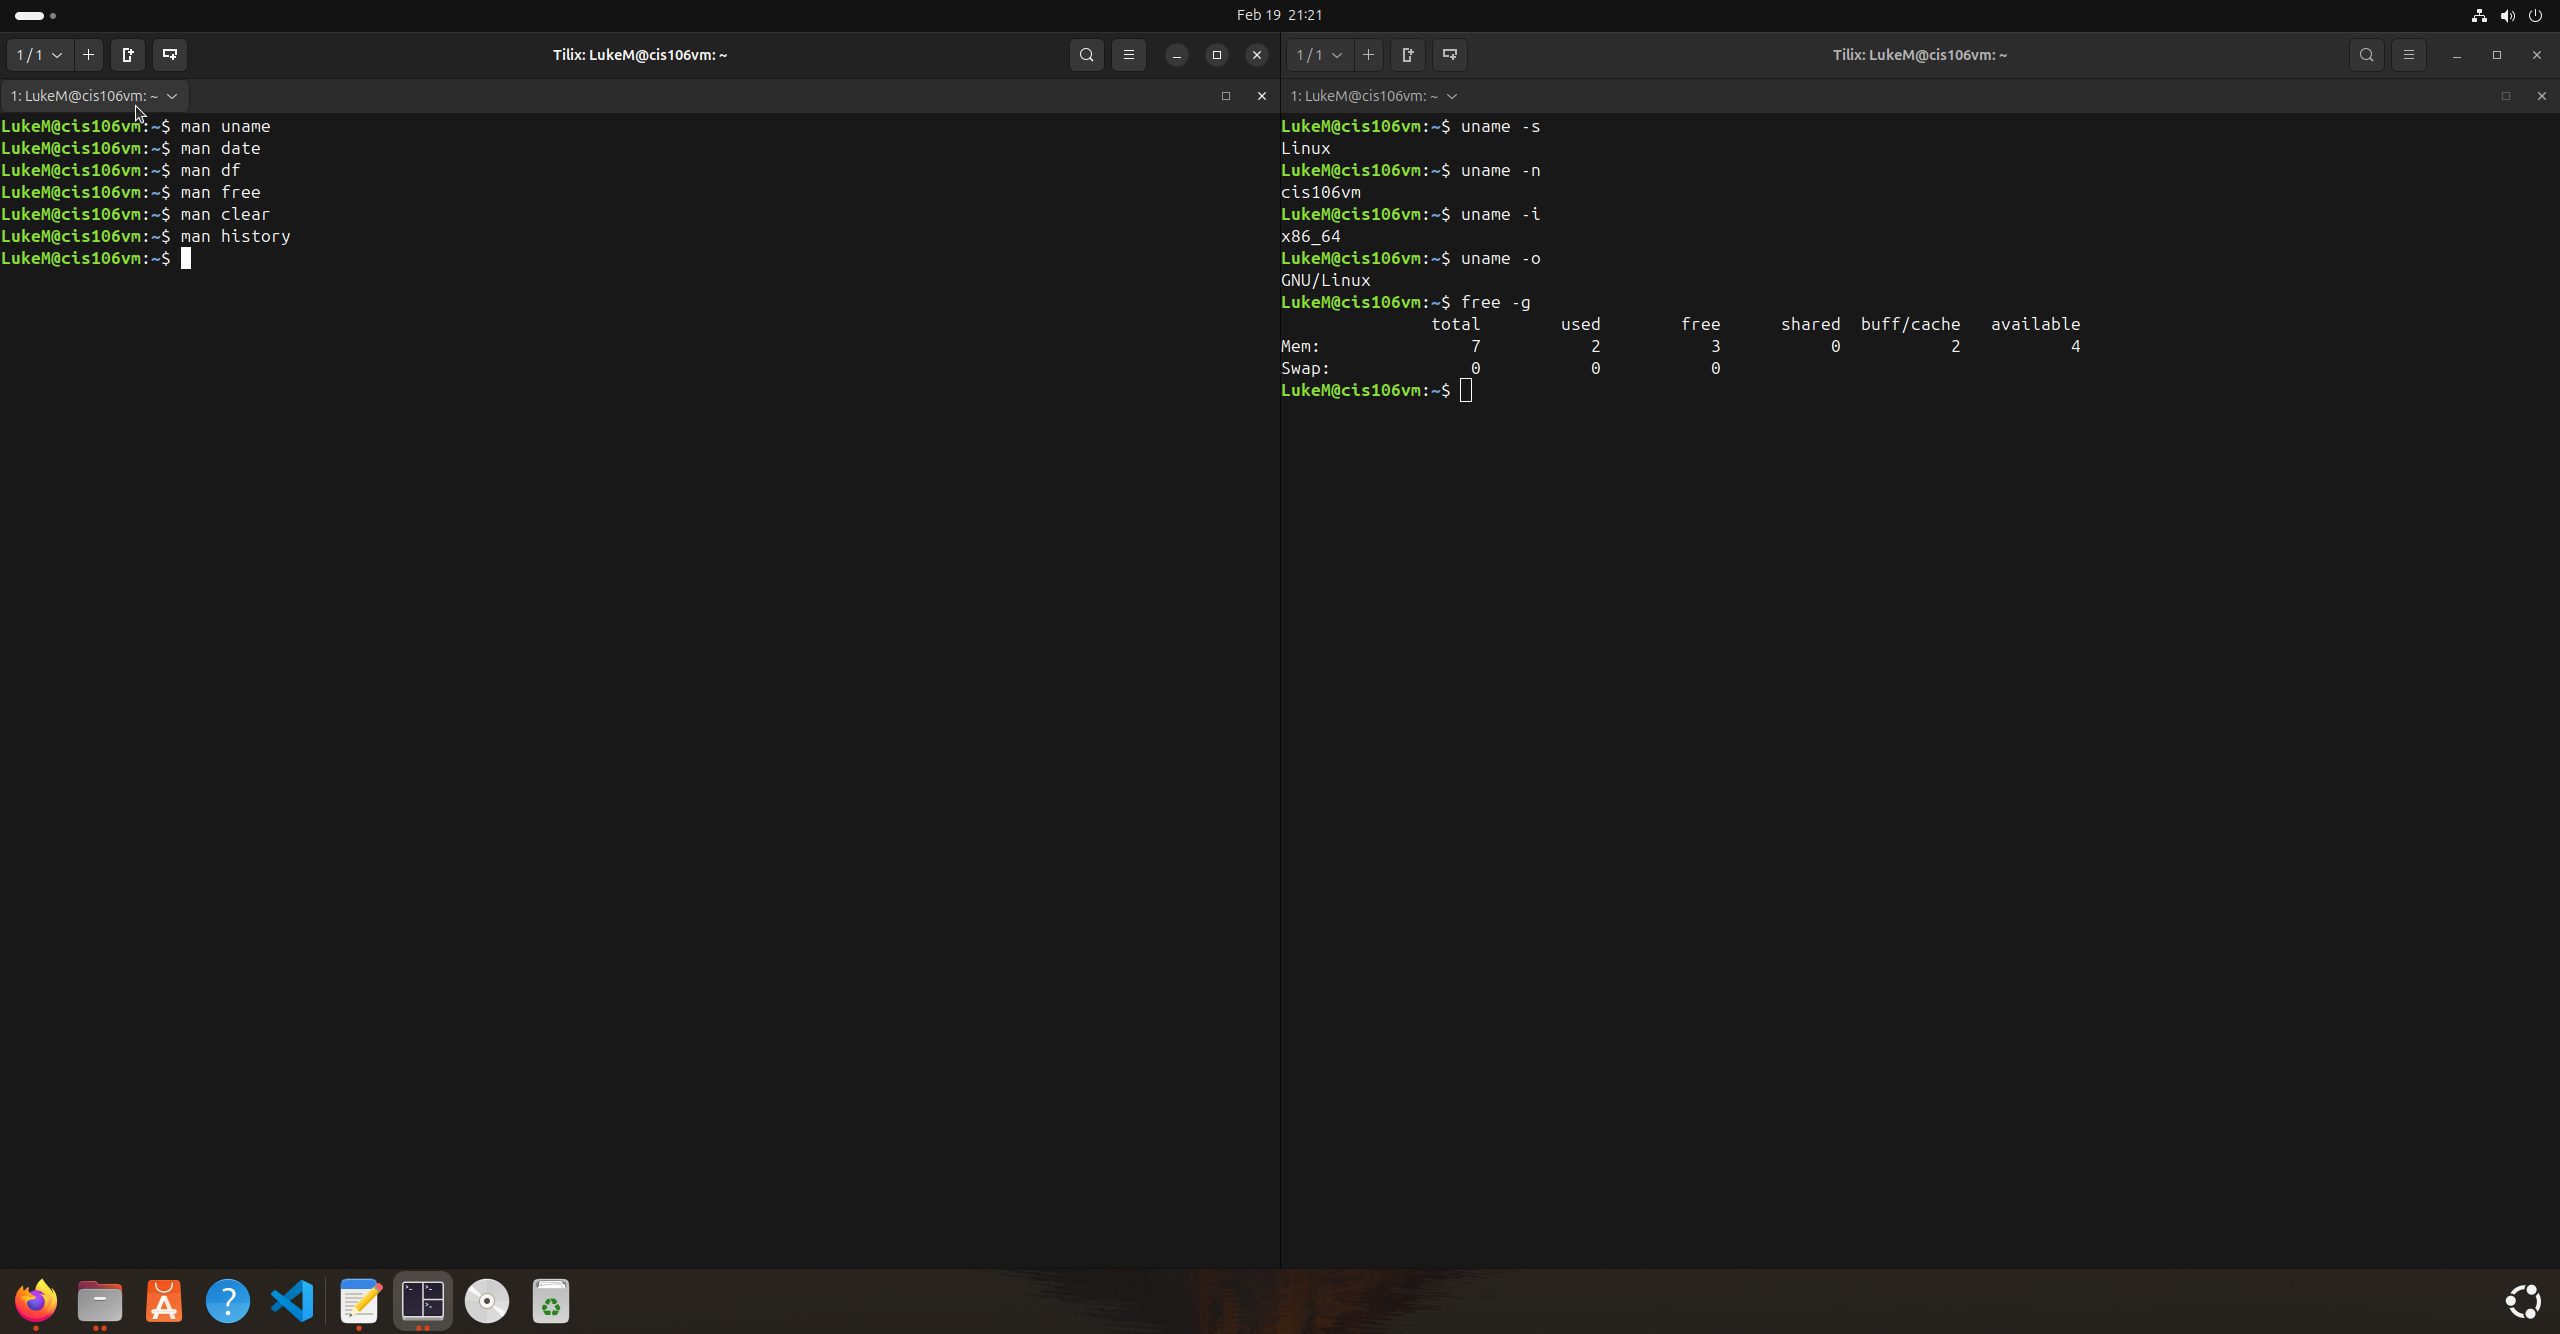 Feb 19 21:21
1 / 1
Tilix: LukeM@cis106vm: ~
1: LukeM@cis106vm: ~
LukeM@cis106vm:~$ man uname
LukeM@cis106vm:~$ man date
LukeM@cis106vm:~$ man df
LukeM@cis106vm:~$ man free
LukeM@cis106vm:~$ man clear
LukeM@cis106vm:~$ man history
LukeM@cis106vm:~$
1 / 1
Tilix: LukeM@cis106vm: ~
1: LukeM@cis106vm: ~
LukeM@cis106vm:~$ uname -s
Linux
LukeM@cis106vm:~$ uname -n
cis106vm
LukeM@cis106vm:~$ uname -i
x86_64
LukeM@cis106vm:~$ uname -o
GNU/Linux
LukeM@cis106vm:~$ free -g
total used free shared buff/cache available
Mem: 7 2 3 0 2 4
Swap: 0 0 0
LukeM@cis106vm:~$